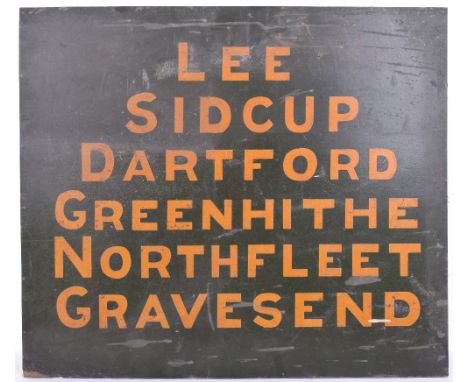 LEE
SIDCUP
DARTFORD
GREENHITHE
NORTHFLEET
GRAVESEND